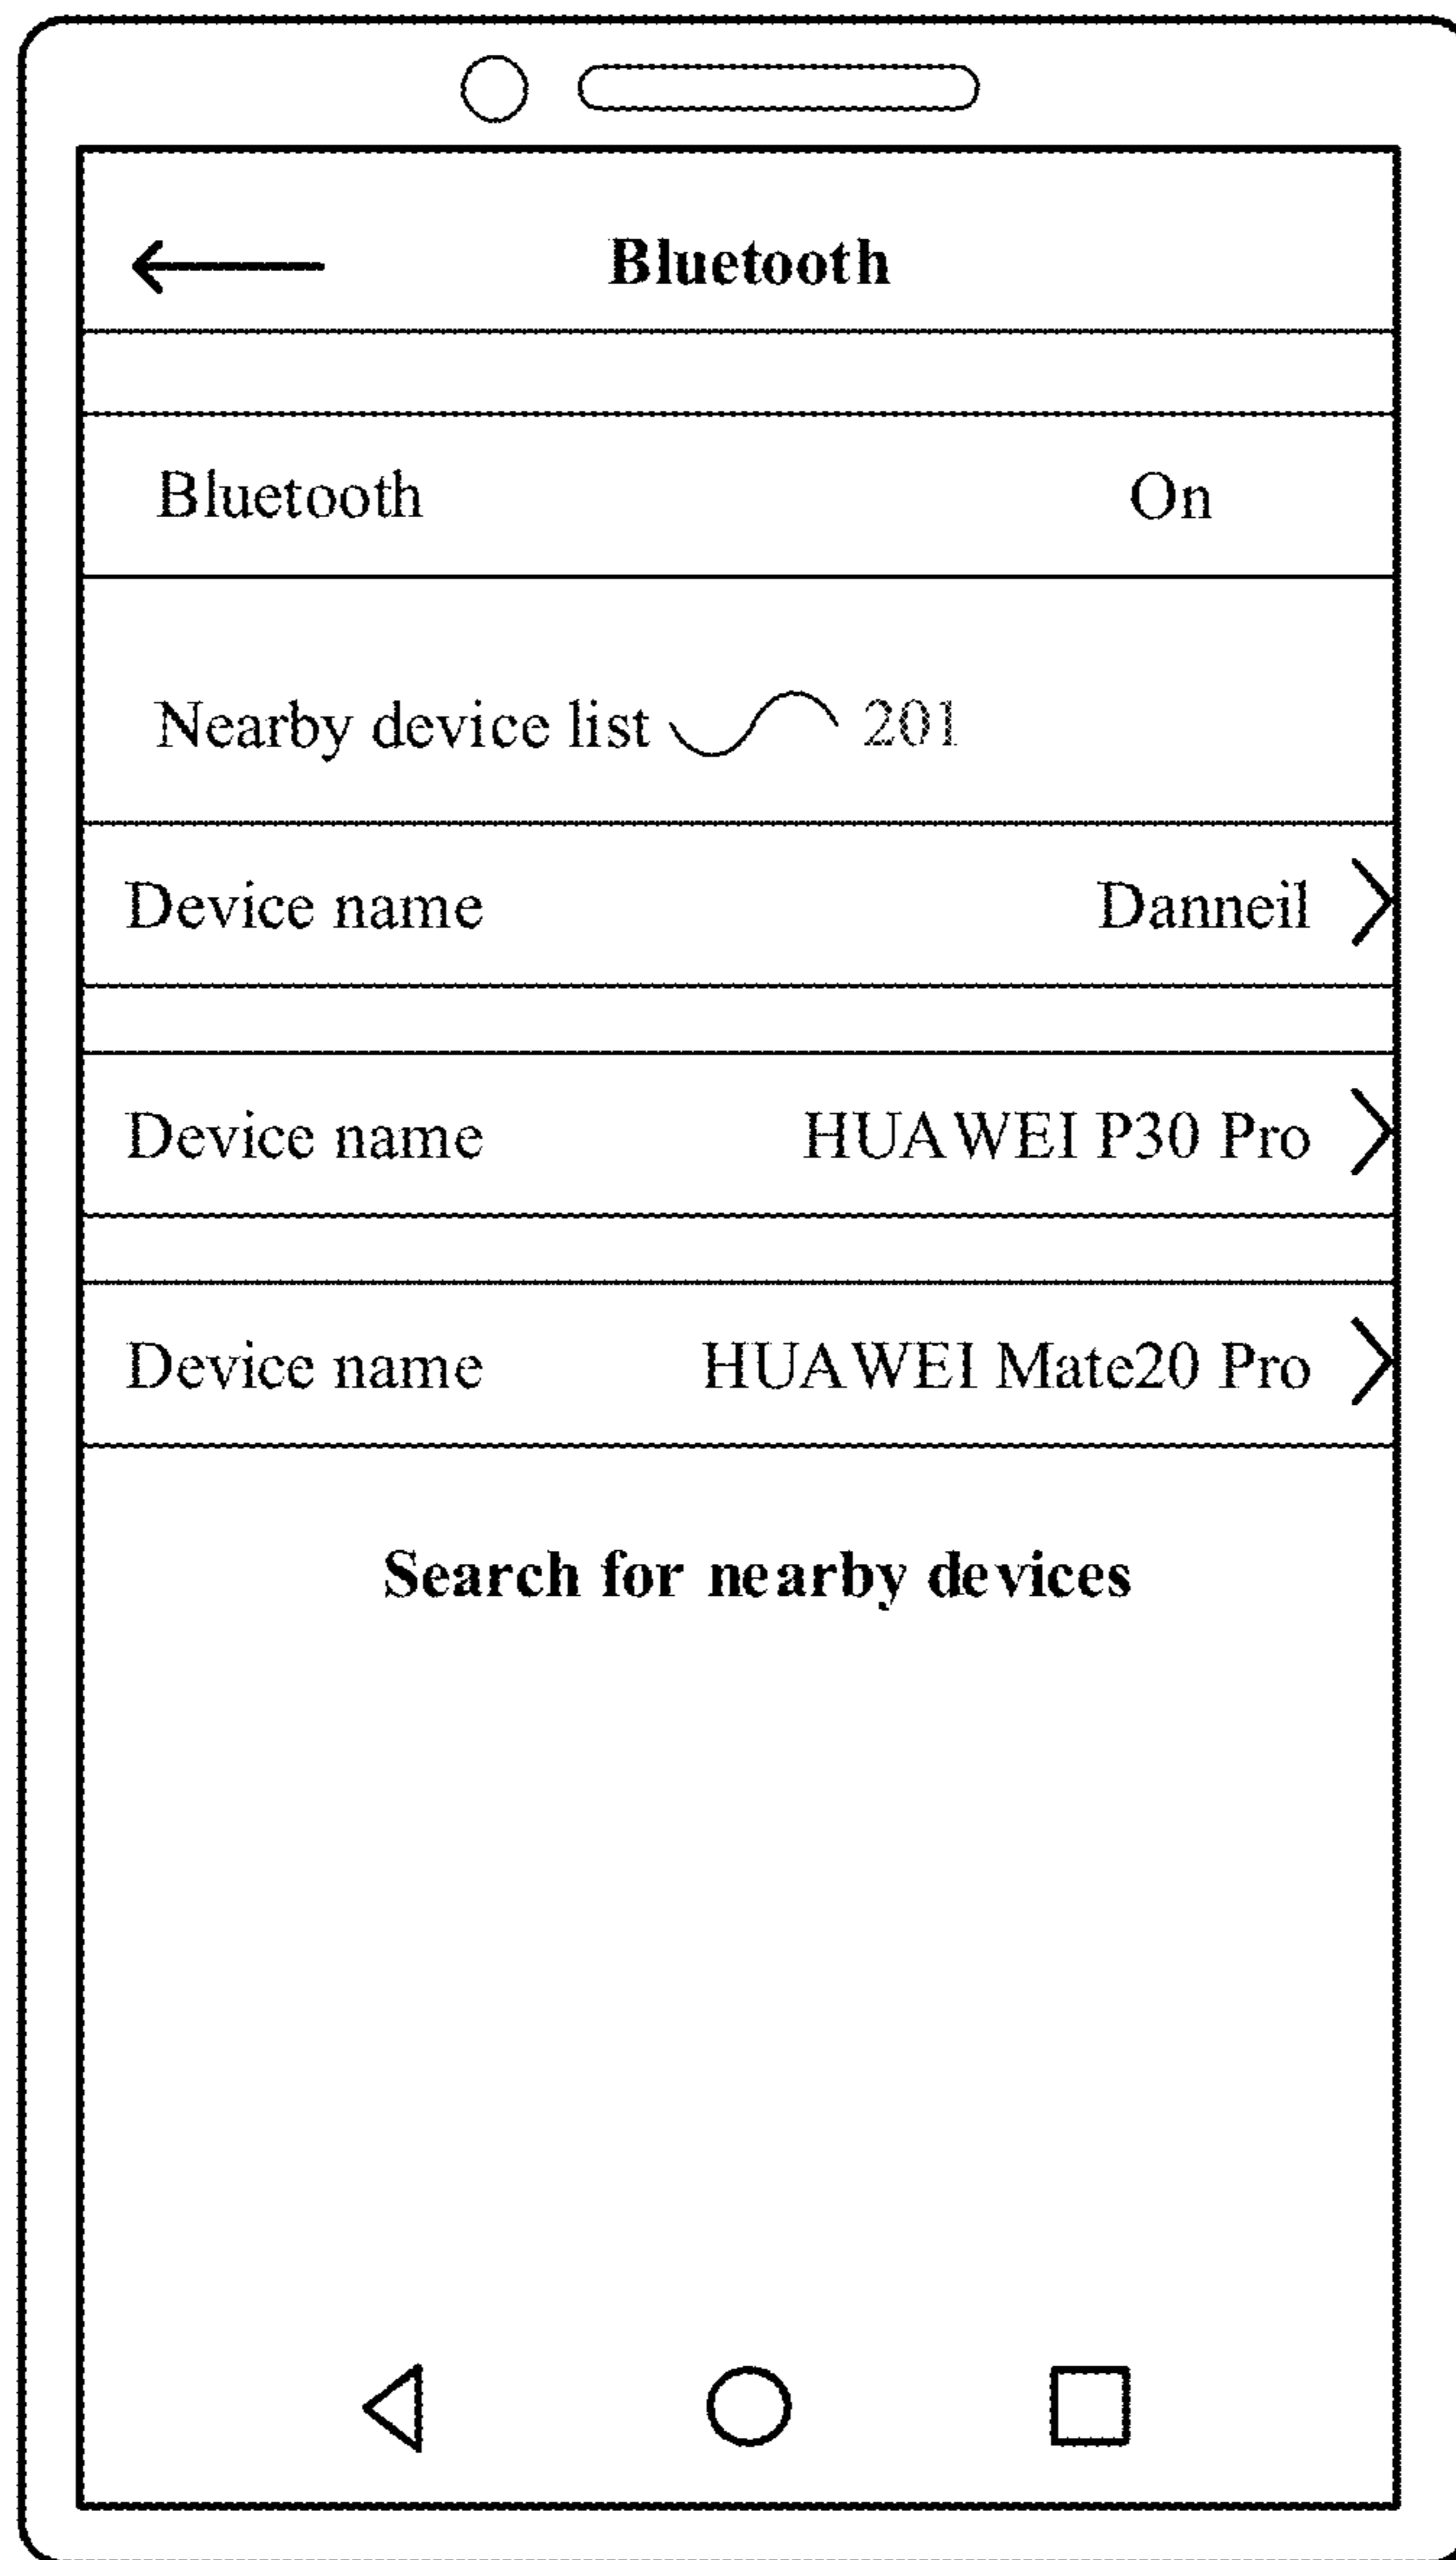 Bluetooth
Bluetooth On
Nearby device list 201
Device name Danneil
Device name HUAWEI P30 Pro
Device name HUAWEI Mate20 Pro
Search for nearby devices